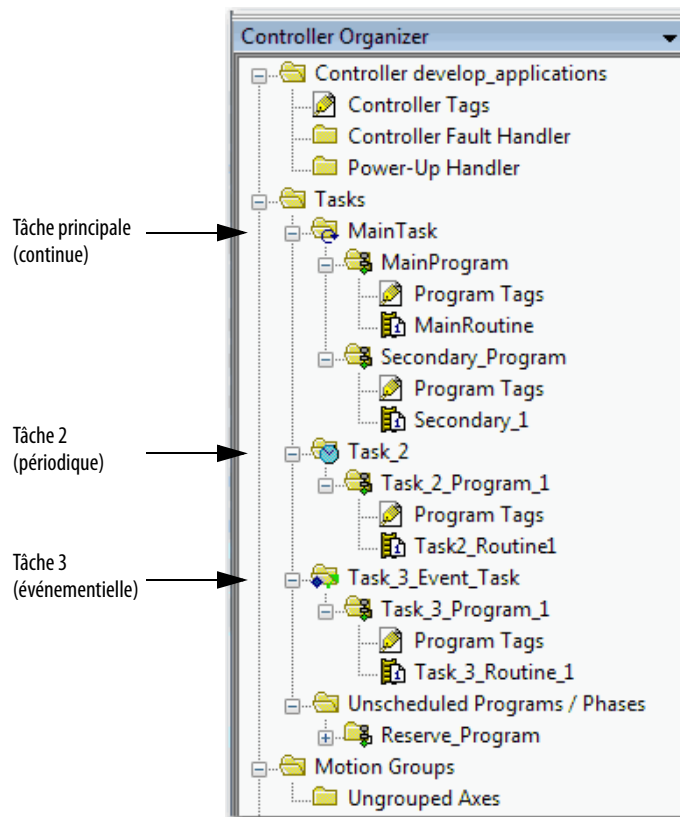 Controller Organizer
Controller develop_applications
Controller Tags
Controller Fault Handler
Power-Up Handler
Tasks
Tâche principale
(continue)
MainTask
MainProgram
Program Tags
MainRoutine
Secondary_Program
Program Tags
Secondary_1
Tâche 2
(périodique)
Task_2
Task_2_Program_1
Program Tags
Task2_Routine1
Tâche 3
(événementielle)
Task_3_Event_Task
Task_3_Program_1
Program Tags
Task_3_Routine_1
Unscheduled Programs / Phases
Reserve_Program
Motion Groups
Ungrouped Axes